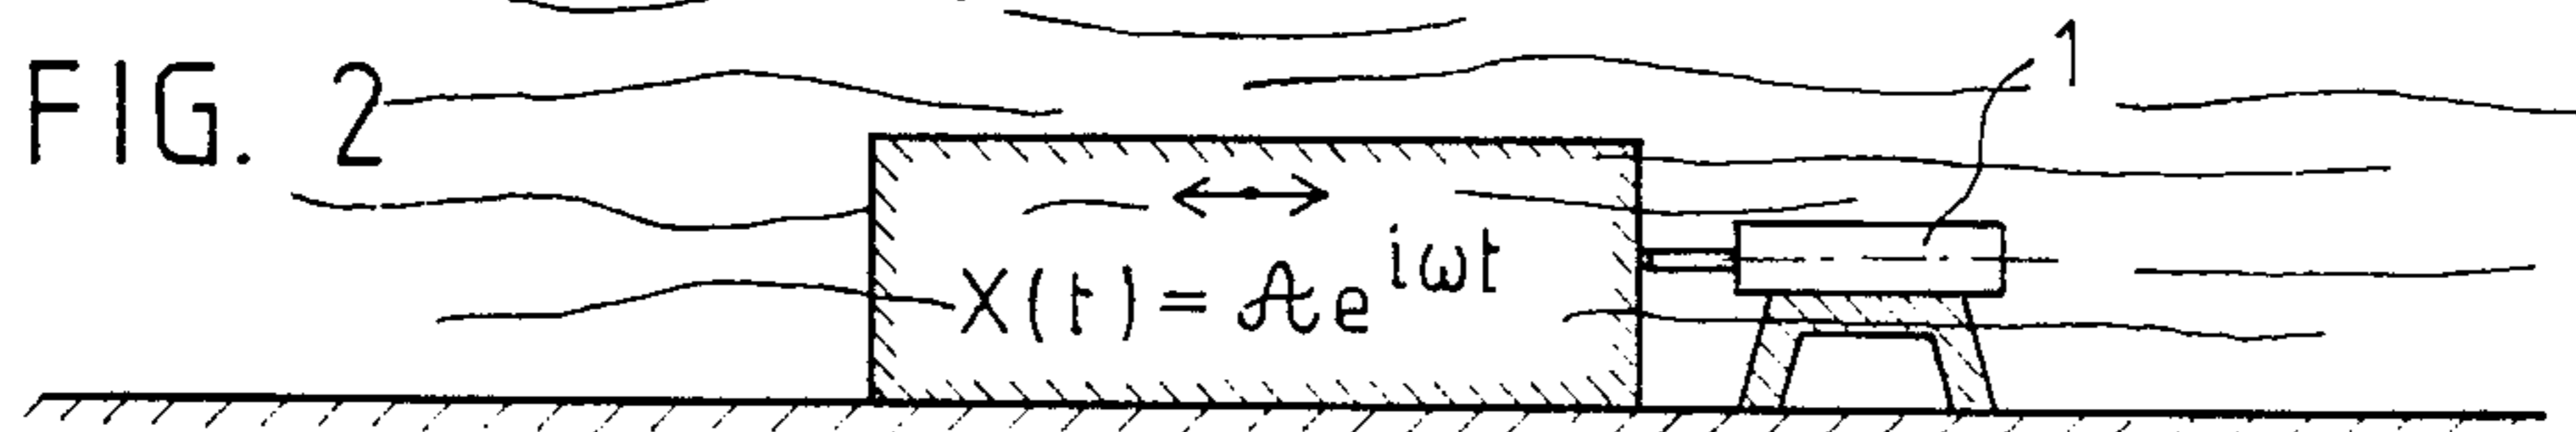 FIG. 2
1
X(t) = Ae^{iωt}